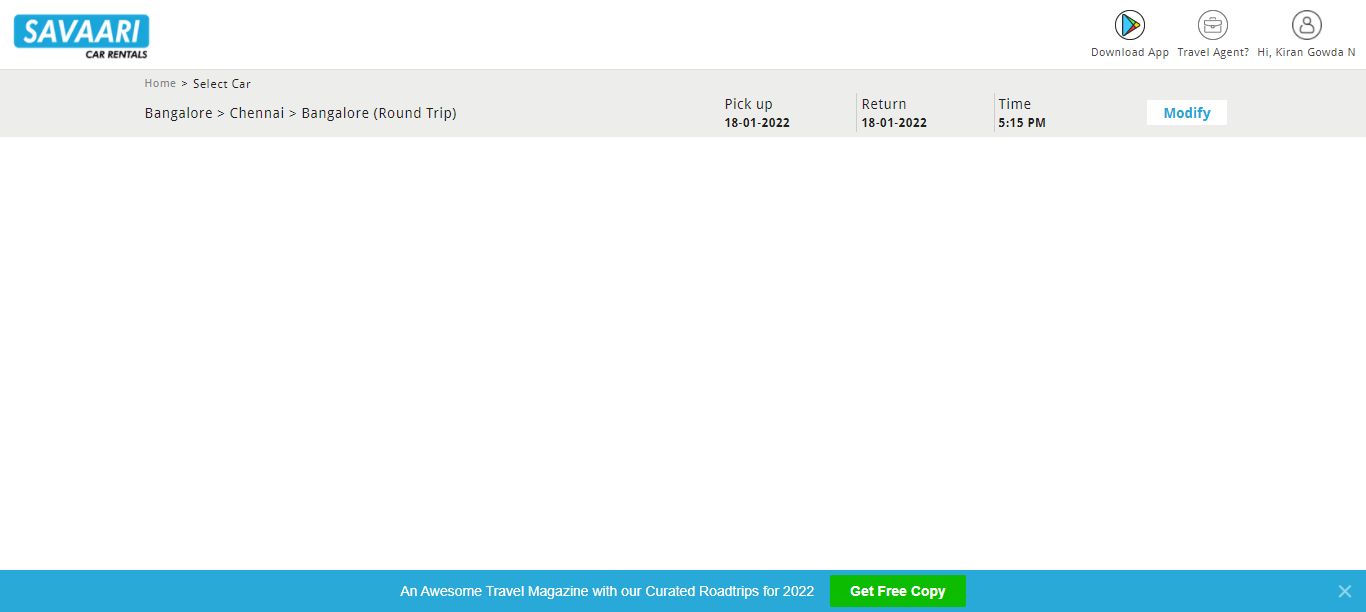 SAVAARI
CAR RENTALS
Download App
Travel Agent?
Hi, Kiran Gowda N
Home > Select Car
Bangalore > Chennai > Bangalore (Round Trip)
Pick up
18-01-2022
Return
18-01-2022
Time
5:15 PM
Modify
An Awesome Travel Magazine with our Curated Roadtrips for 2022
Get Free Copy